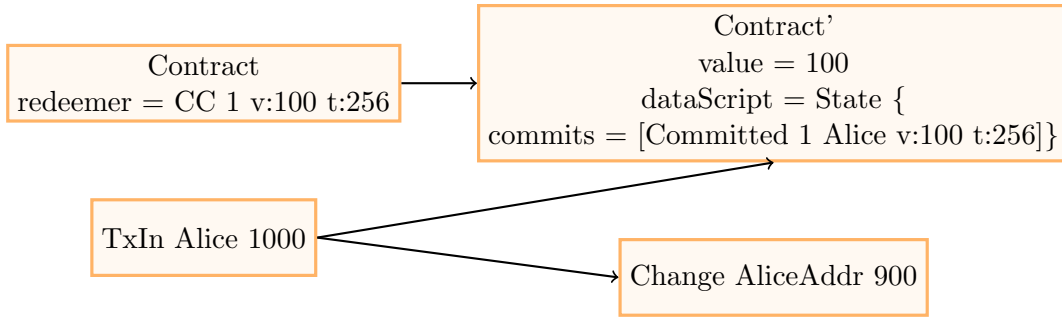 Contract
redeemer = CC 1 v:100 t:256
Contract’
value = 100
dataScript = State {
commits = [Committed 1 Alice v:100 t:256]}
TxIn Alice 1000
Change AliceAddr 900